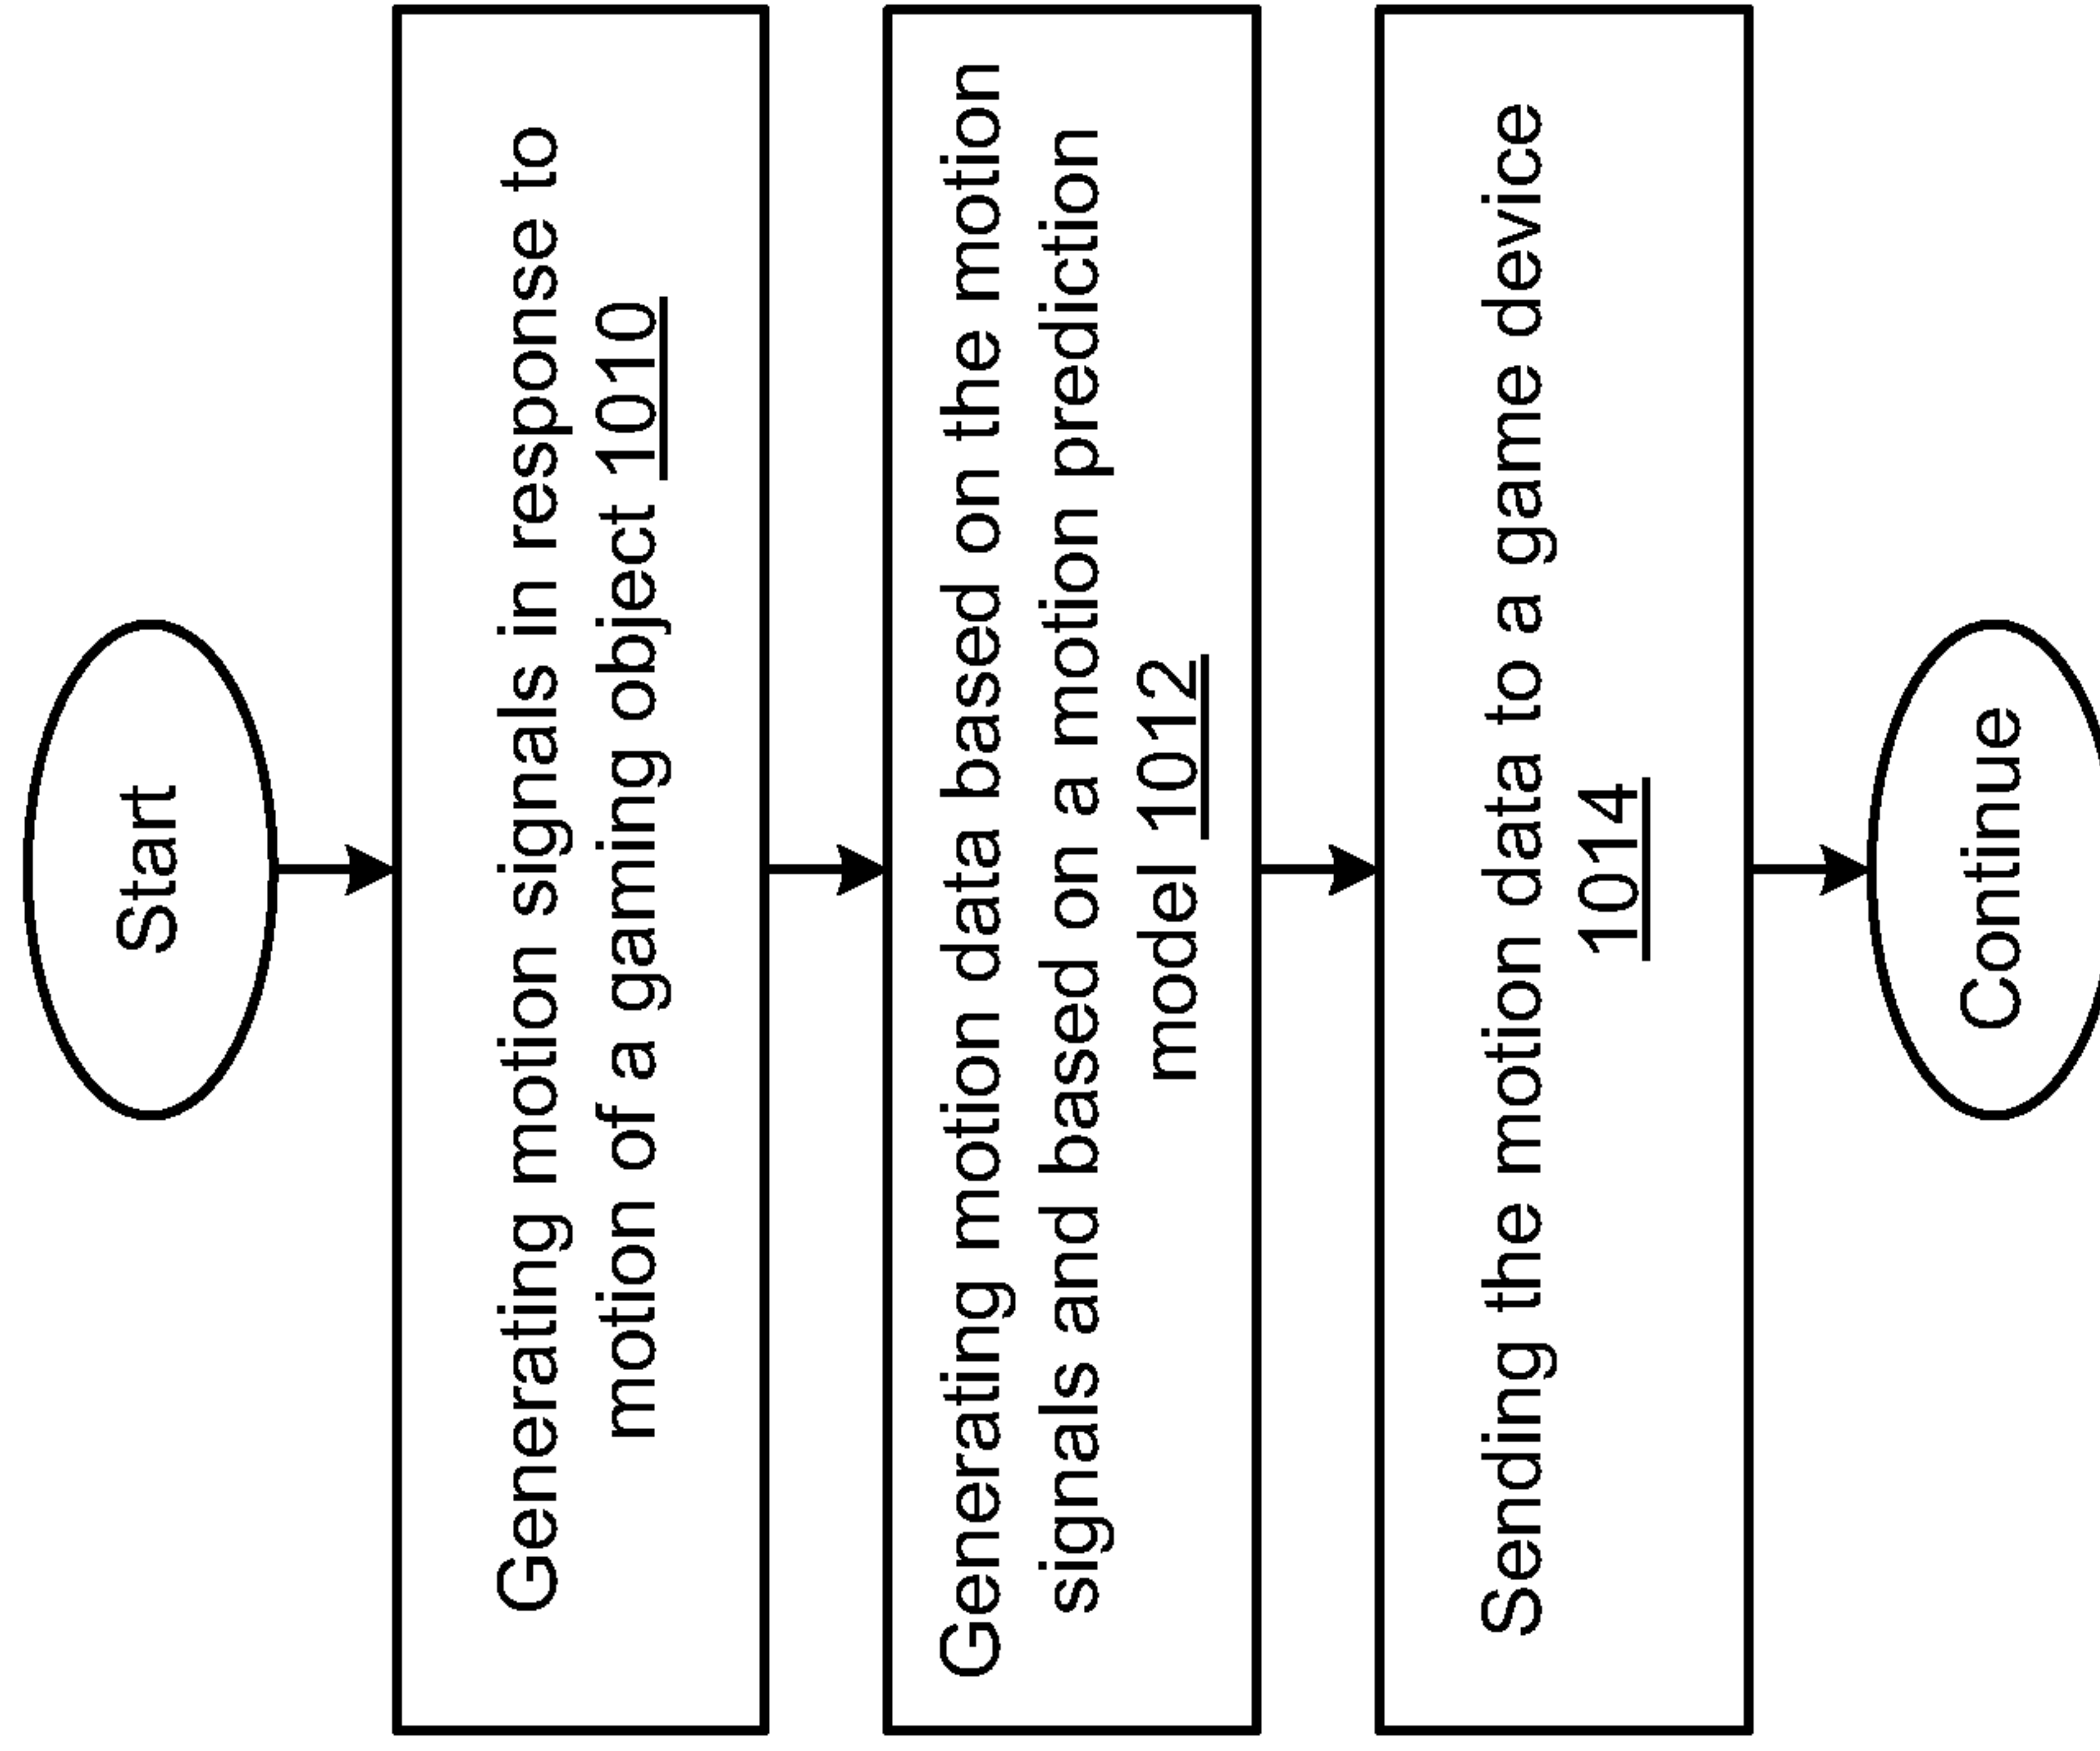 Start
Generating motion signals in response to
motion of a gaming object 1010
Generating motion data based on the motion
signals and based on a motion prediction
model 1012
Sending the motion data to a game device
1014
Continue